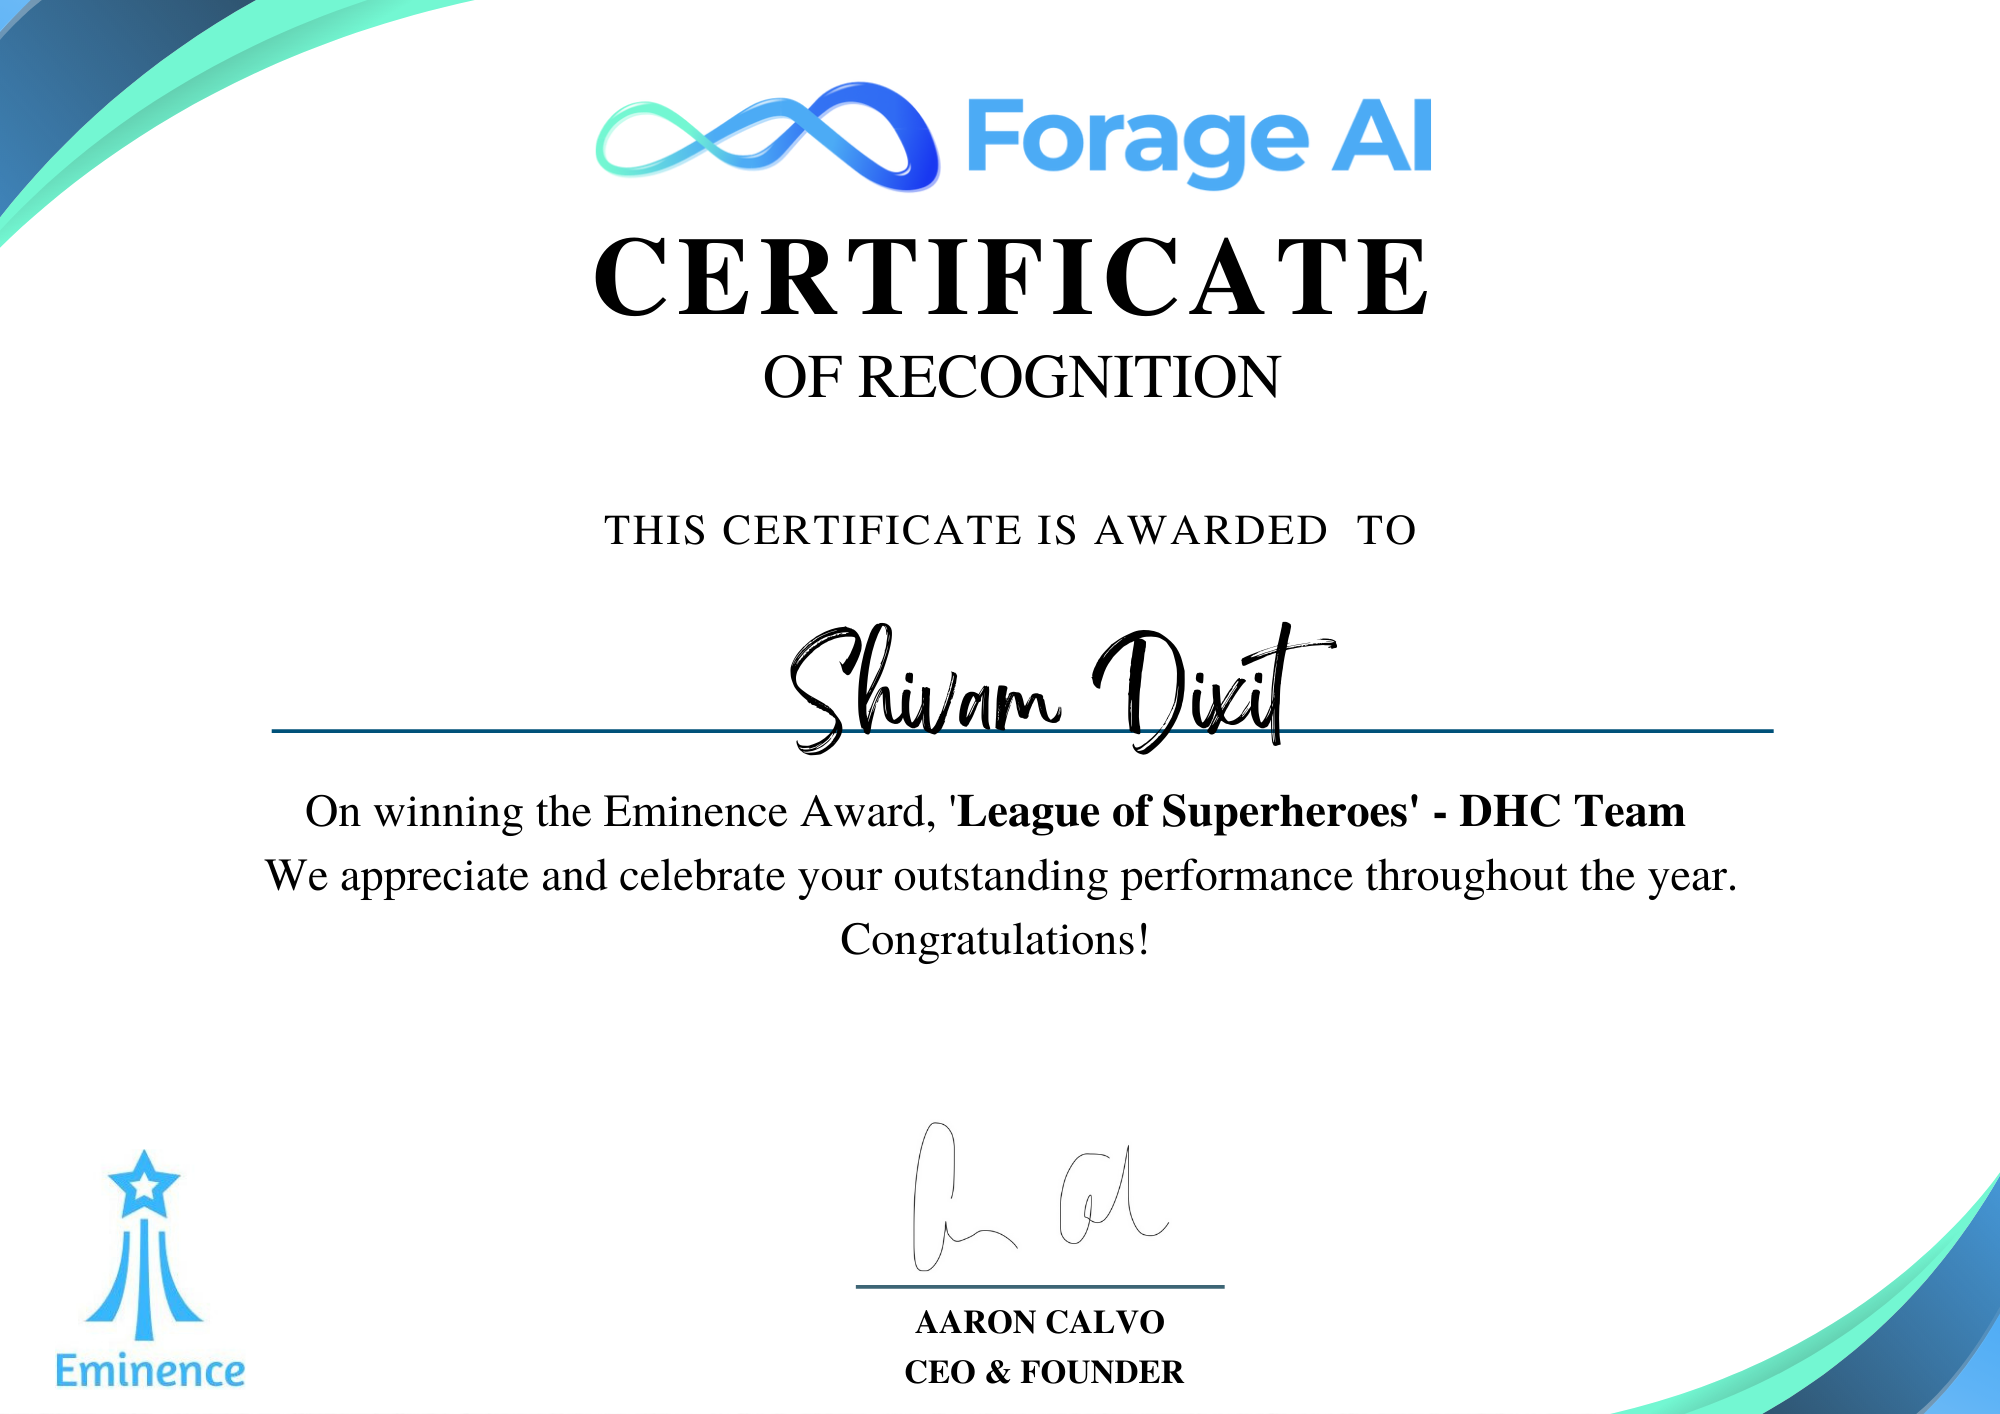 Forage AI
CERTIFICATE
OF RECOGNITION
THIS CERTIFICATE IS AWARDED TO
Shivam Dixit
On winning the Eminence Award, 'League of Superheroes' - DHC Team
We appreciate and celebrate your outstanding performance throughout the year.
Congratulations!
AARON CALVO
CEO & FOUNDER
Eminence